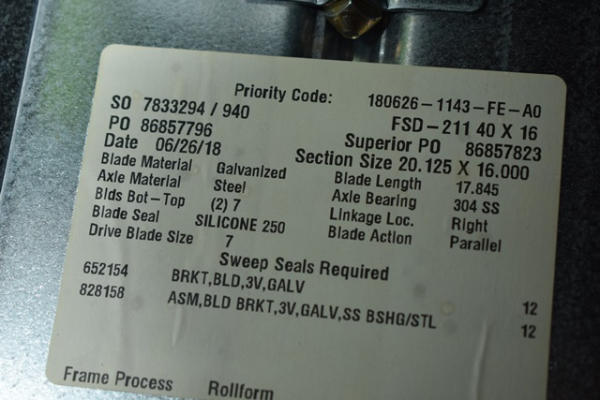 Priority Code: 180626-1143-FE-A0
SO 7833294 / 940 FSD-211 40 X 16
PO 86857796 Superior PO 86857823
Date 06/26/18 Section Size 20.125 X 16.000
Blade Material Galvanized Blade Length 17.845
Axle Material Steel Axle Bearing 304 SS
Blds Bot-Top (2) 7 Linkage Loc. Right
Blade Seal SILICONE 250 Blade Action Parallel
Drive Blade Size 7
Sweep Seals Required
652154 BRKT,BLD,3V,GALV 12
828158 ASM,BLD BRKT,3V,GALV,SS BSHG/STL 12
Frame Process Rollform